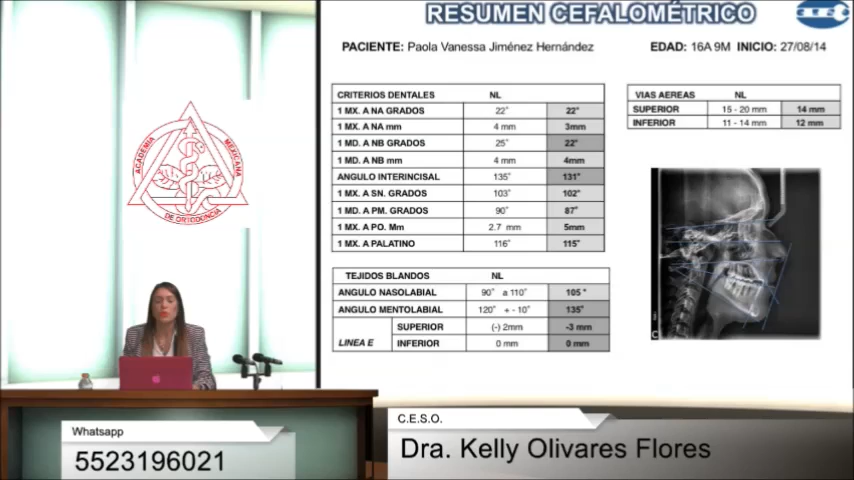 RESUMEN CEFALOMÉTRICO
PACIENTE: Paola Vanessa Jiménez Hernández EDAD: 16A 9M INICIO: 27/08/14
CRITERIOS DENTALES NL
1 MX. A NA GRADOS 22° 22°
1 MX. A NA mm 4 mm 3mm
1 MD. A NB GRADOS 25° 22°
1 MD. A NB mm 4 mm 4mm
ANGULO INTERINCISAL 135° 131°
1 MX. A SN. GRADOS 103° 102°
1 MD. A PM. GRADOS 90° 87°
1 MX. A PO. Mm 2.7 mm 5mm
1 MX. A PALATINO 116° 115°
VIAS AEREAS NL
SUPERIOR 15 - 20 mm 14 mm
INFERIOR 11 - 14 mm 12 mm
TEJIDOS BLANDOS NL
ANGULO NASOLABIAL 90° a 110° 105 °
ANGULO MENTOLABIAL 120° + - 10° 135°
LINEA E
SUPERIOR (-) 2mm -3 mm
INFERIOR 0 mm 0 mm
ACADEMIA MEXICANA
DE ORTODONCIA
Whatsapp
5523196021
C.E.S.O.
Dra. Kelly Olivares Flores